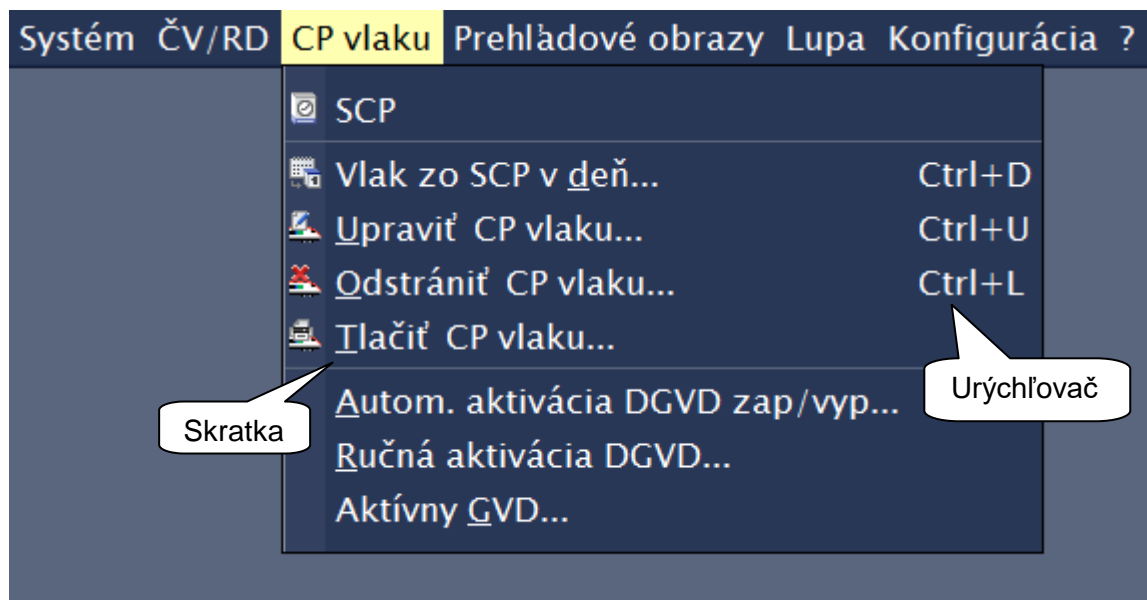 Systém ČV/RD CP vlaku Prehľadové obrazy Lupa Konfigurácia ?
SCP
Vlak zo SCP v deň... Ctrl+D
Upraviť CP vlaku... Ctrl+U
Odstrániť CP vlaku... Ctrl+L
Tlačiť CP vlaku...
Urýchľovač
Skratka
Autom. aktivácia DGVD zap/vyp...
Ručná aktivácia DGVD...
Aktívny GVD...